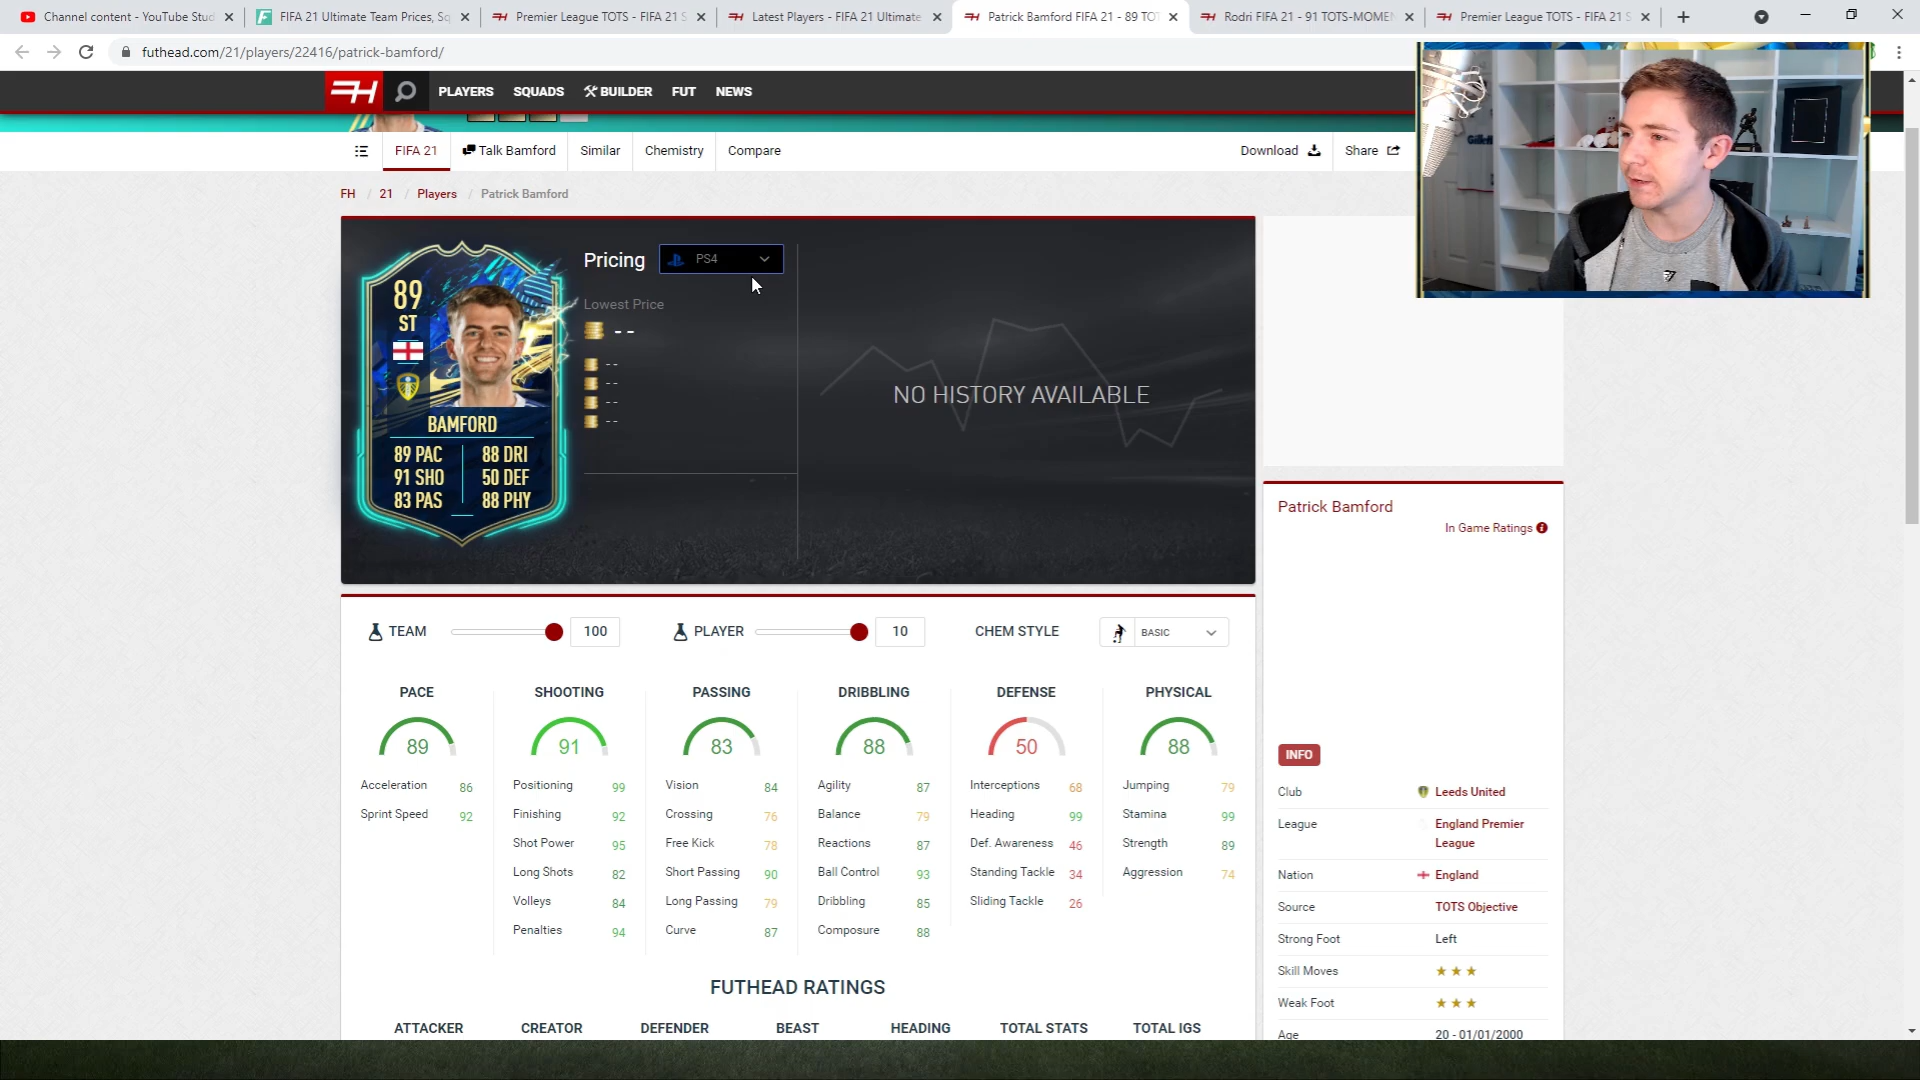 Channel content - YouTube Stud
FIFA 21 Ultimate Team Prices, Sq
Premier League TOTS - FIFA 21 S
Latest Players - FIFA 21 Ultimate
Patrick Bamford FIFA 21 - 89 TO
Rodri FIFA 21 - 91 TOTS-MOME
Premier League TOTS - FIFA 21 S
futhead.com/21/players/22416/patrick-bamford/
FH PLAYERS SQUADS BUILDER FUT NEWS
FIFA 21 Talk Bamford Similar Chemistry Compare Download Share
FH / 21 / Players / Patrick Bamford
89
ST
BAMFORD
89 PAC 88 DRI
91 SHO 50 DEF
83 PAS 88 PHY
Pricing PS4
Lowest Price
- -
- -
- -
- -
- -
NO HISTORY AVAILABLE
TEAM 100 PLAYER 10 CHEM STYLE BASIC
PACE
89
Acceleration 86
Sprint Speed 92
SHOOTING
91
Positioning 99
Finishing 92
Shot Power 95
Long Shots 82
Volleys 84
Penalties 94
PASSING
83
Vision 84
Crossing 76
Free Kick 78
Short Passing 90
Long Passing 79
Curve 87
DRIBBLING
88
Agility 87
Balance 79
Reactions 87
Ball Control 93
Dribbling 85
Composure 88
DEFENSE
50
Interceptions 68
Heading 99
Def. Awareness 46
Standing Tackle 34
Sliding Tackle 26
PHYSICAL
88
Jumping 79
Stamina 99
Strength 89
Aggression 74
FUTHEAD RATINGS
ATTACKER CREATOR DEFENDER BEAST HEADING TOTAL STATS TOTAL IGS
Patrick Bamford
In Game Ratings
INFO
Club Leeds United
League England Premier
League
Nation England
Source TOTS Objective
Strong Foot Left
Skill Moves ★ ★ ★
Weak Foot ★ ★ ★
Age 20 - 01/01/2000